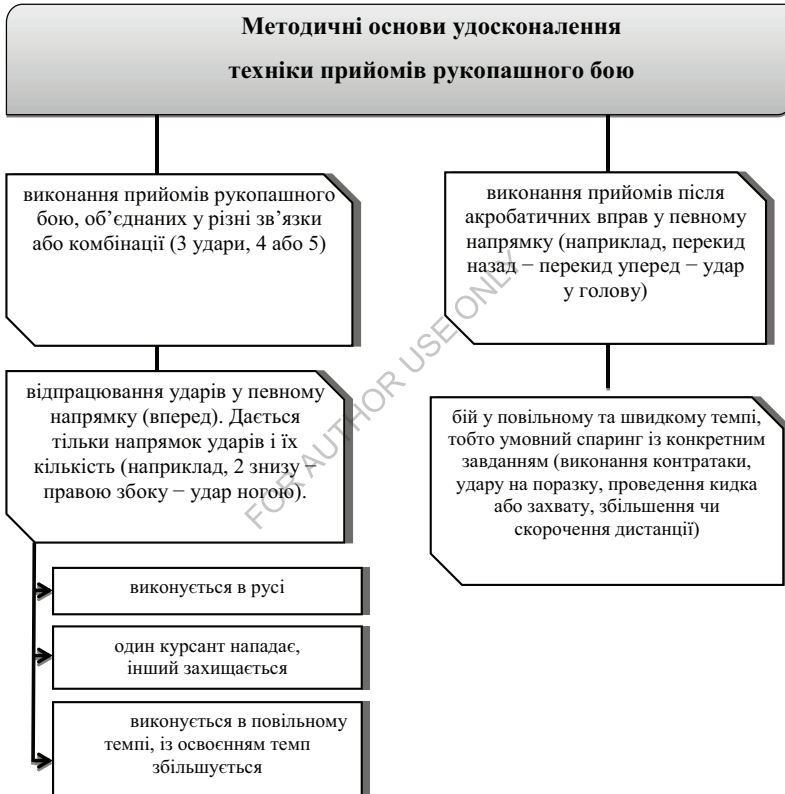 Методичні основи удосконалення
техніки прийомів рукопашного бою
виконання прийомів рукопашного
бою, об’єднаних у різні зв’язки
або комбінації (3 удари, 4 або 5)
виконання прийомів після
акробатичних вправ у певному
напрямку (наприклад, перекид
назад − перекид уперед − удар
у голову)
відпрацювання ударів у певному
напрямку (вперед). Дається
тільки напрямок ударів і їх
кількість (наприклад, 2 знизу −
правою збоку − удар ногою).
бій у повільному та швидкому темпі,
тобто умовний спаринг із конкретним
завданням (виконання контратаки,
удару на поразку, проведення кидка
або захвату, збільшення чи
скорочення дистанції)
виконується в русі
один курсант нападає,
інший захищається
виконується в повільному
темпі, із освоєнням темп
збільшується
FOR AUTHOR USE ONLY